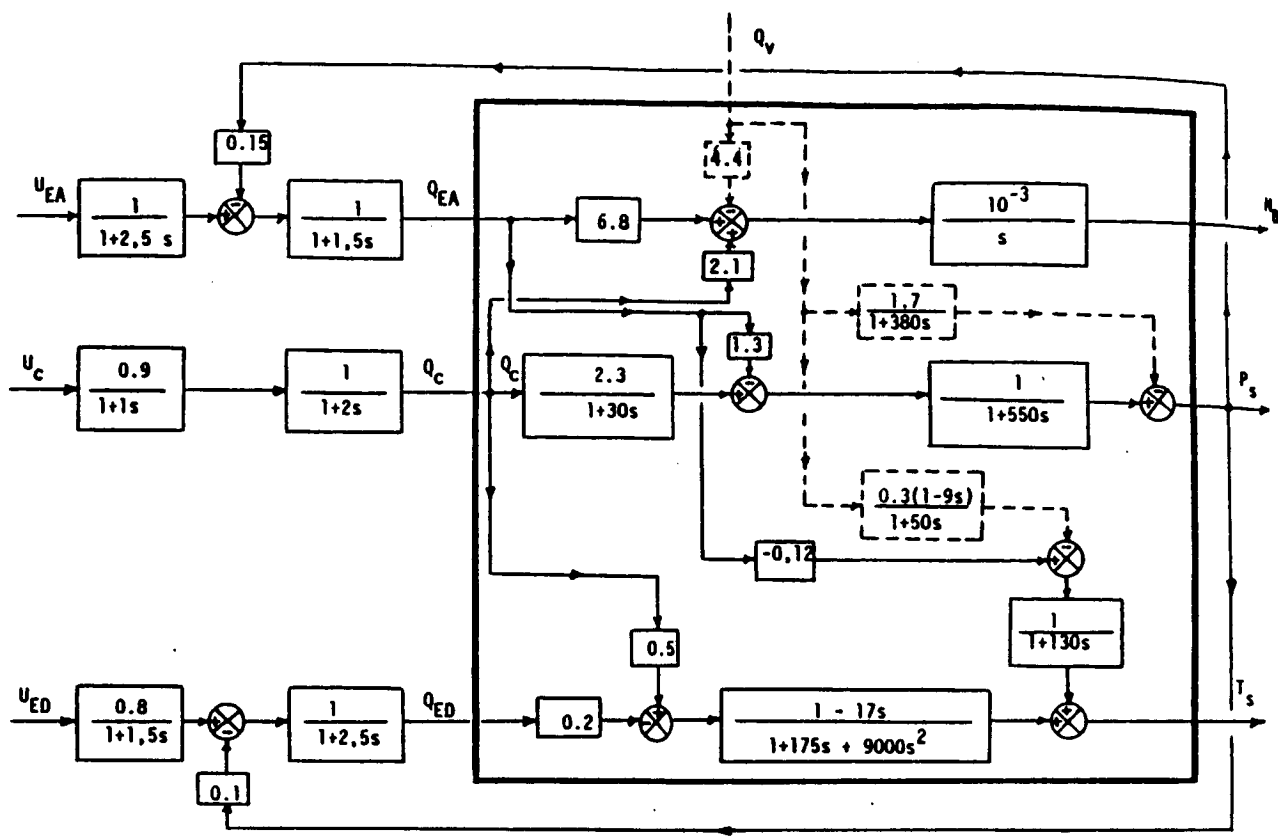 Q_v
0.15
4.4
U_EA
1
1+2,5 s
+
-
1
1+1,5s
Q_EA
6.8
+
-
+
10^-3
s
N_B
2.1
1,7
1+380s
1.3
U_c
0.9
1+1s
1
1+2s
Q_c
Q_c
2.3
1+30s
+
-
1
1+550s
+
-
P_s
0.3(1-9s)
1+50s
-0,12
+
-
0.5
1
1+130s
U_ED
0.8
1+1,5s
+
-
1
1+2.5s
Q_ED
0.2
-
+
1 - 17s
1+175s + 9000s^2
+
+
T_s
0.1